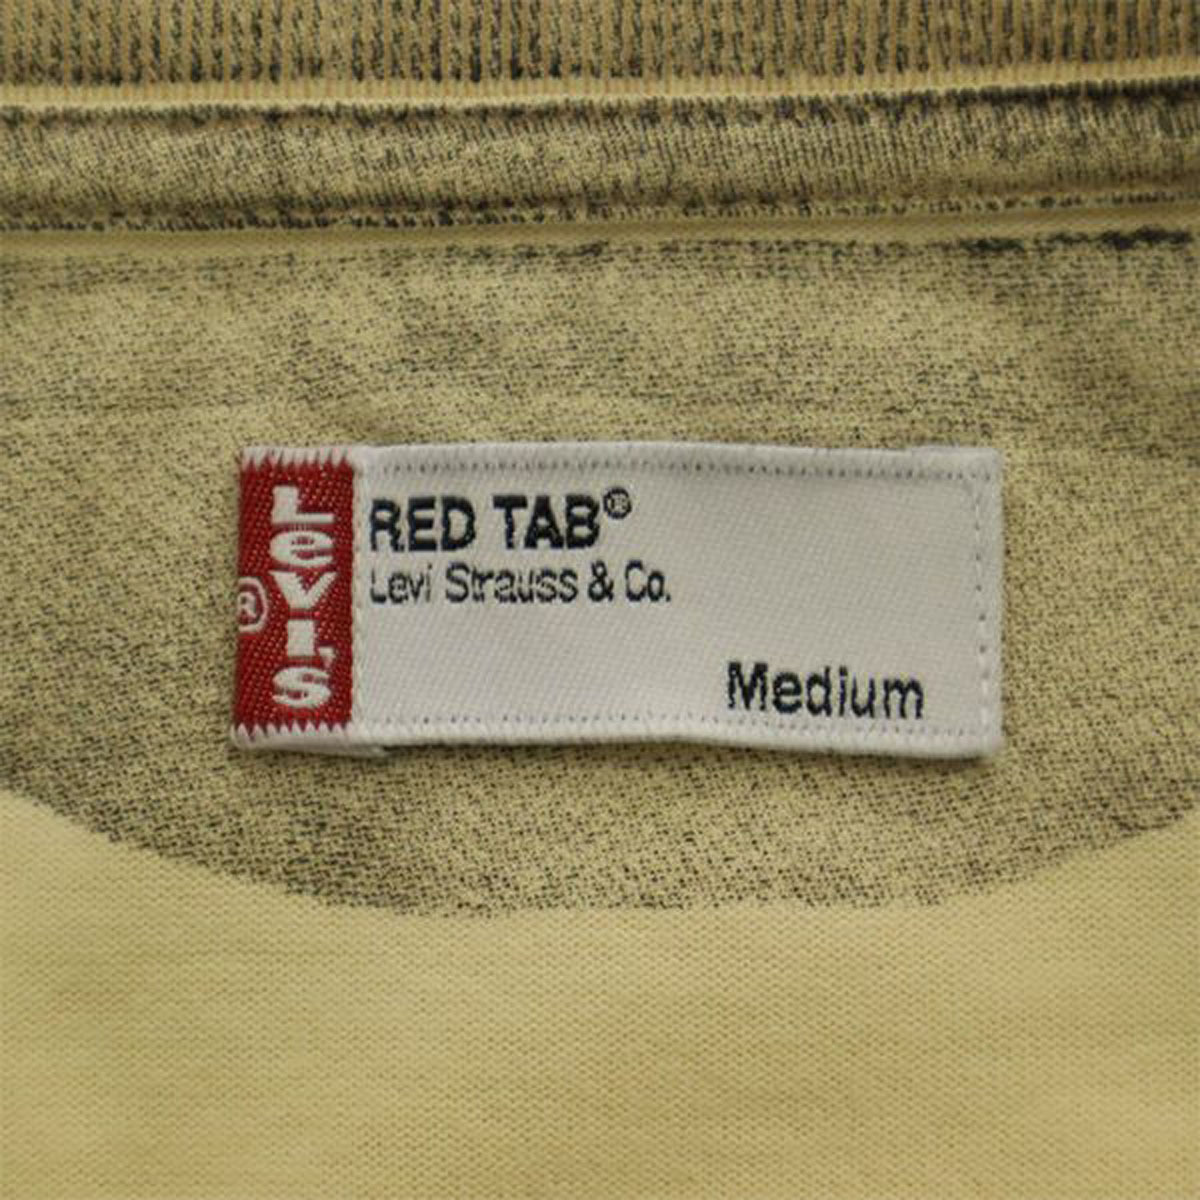 LeVI'S
®
RED TAB®
Levi Strauss & Co.
Medium